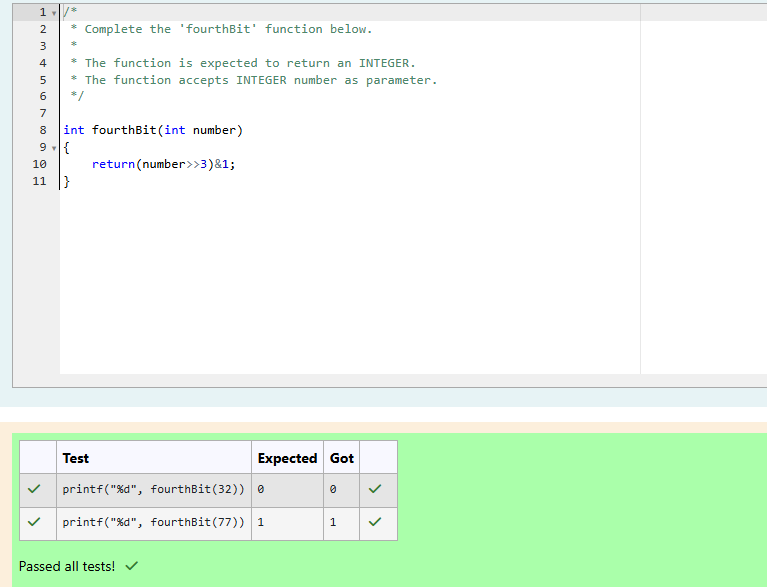 1 /*
2  * Complete the 'fourthBit' function below.
3  *
4  * The function is expected to return an INTEGER.
5  * The function accepts INTEGER number as parameter.
6  */
7
8 int fourthBit(int number)
9 {
10     return(number>>3)&1;
11 }
Test Expected Got
printf("%d", fourthBit(32)) 0 0
printf("%d", fourthBit(77)) 1 1
Passed all tests!